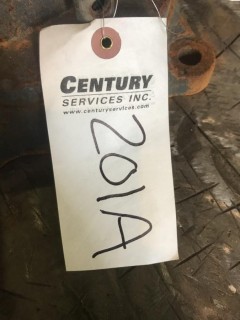 CENTURY
SERVICES INC.
www.centuryservices.com
201A